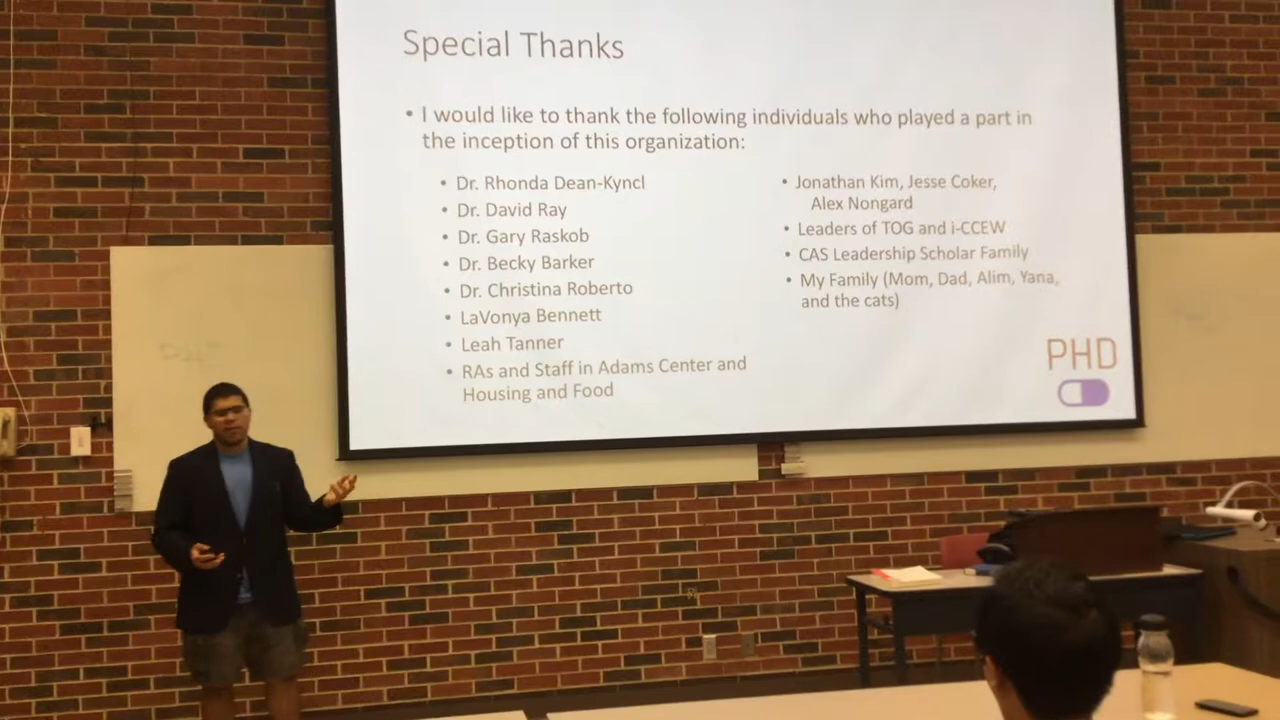 Special Thanks
• I would like to thank the following individuals who played a part in
the inception of this organization:
• Dr. Rhonda Dean-Kyncl
• Dr. David Ray
• Dr. Gary Raskob
• Dr. Becky Barker
• Dr. Christina Roberto
• LaVonya Bennett
• Leah Tanner
• RAs and Staff in Adams Center and
Housing and Food
• Jonathan Kim, Jesse Coker,
Alex Nongard
• Leaders of TOG and i-CCEW
• CAS Leadership Scholar Family
• My Family (Mom, Dad, Alim, Yana,
and the cats)
PHD